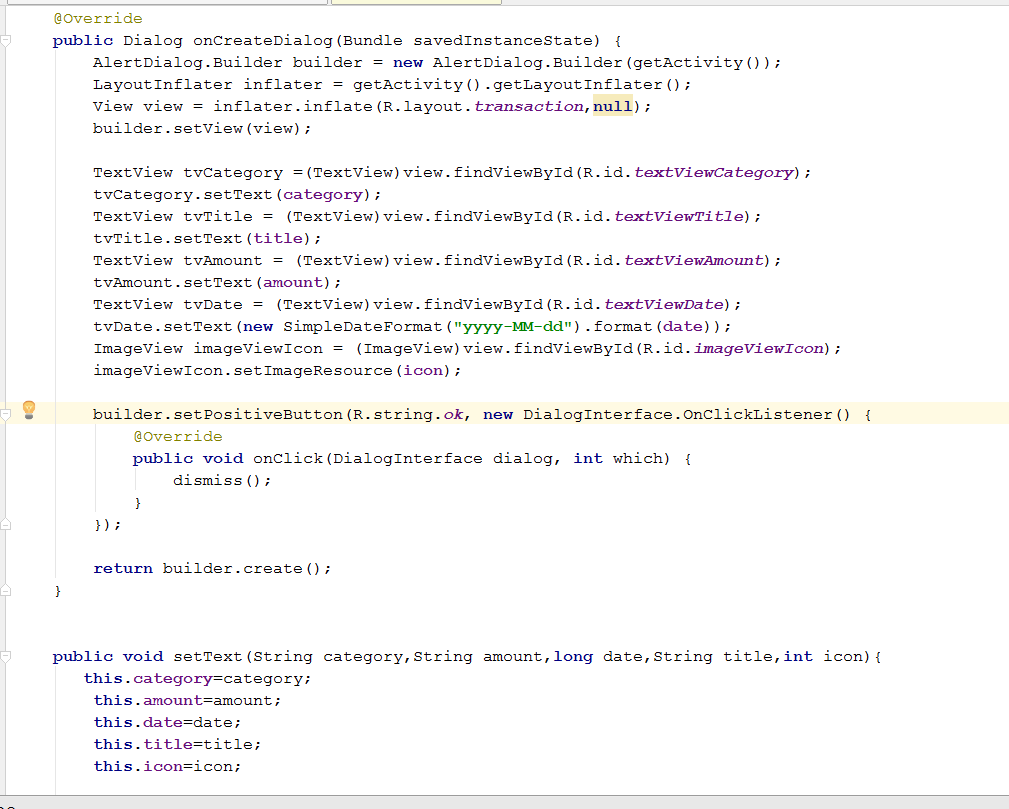 @Override
public Dialog onCreateDialog(Bundle savedInstanceState) {
AlertDialog.Builder builder = new AlertDialog.Builder(getActivity());
LayoutInflater inflater = getActivity().getLayoutInflater();
View view = inflater.inflate(R.layout.transaction,null);
builder.setView(view);
TextView tvCategory =(TextView)view.findViewById(R.id.textViewCategory);
tvCategory.setText(category);
TextView tvTitle = (TextView)view.findViewById(R.id.textViewTitle);
tvTitle.setText(title);
TextView tvAmount = (TextView)view.findViewById(R.id.textViewAmount);
tvAmount.setText(amount);
TextView tvDate = (TextView)view.findViewById(R.id.textViewDate);
tvDate.setText(new SimpleDateFormat("yyyy-MM-dd").format(date));
ImageView imageViewIcon = (ImageView)view.findViewById(R.id.imageViewIcon);
imageViewIcon.setImageResource(icon);
builder.setPositiveButton(R.string.ok, new DialogInterface.OnClickListener() {
@Override
public void onClick(DialogInterface dialog, int which) {
dismiss();
}
});
return builder.create();
}
public void setText(String category,String amount,long date,String title,int icon){
this.category=category;
this.amount=amount;
this.date=date;
this.title=title;
this.icon=icon;